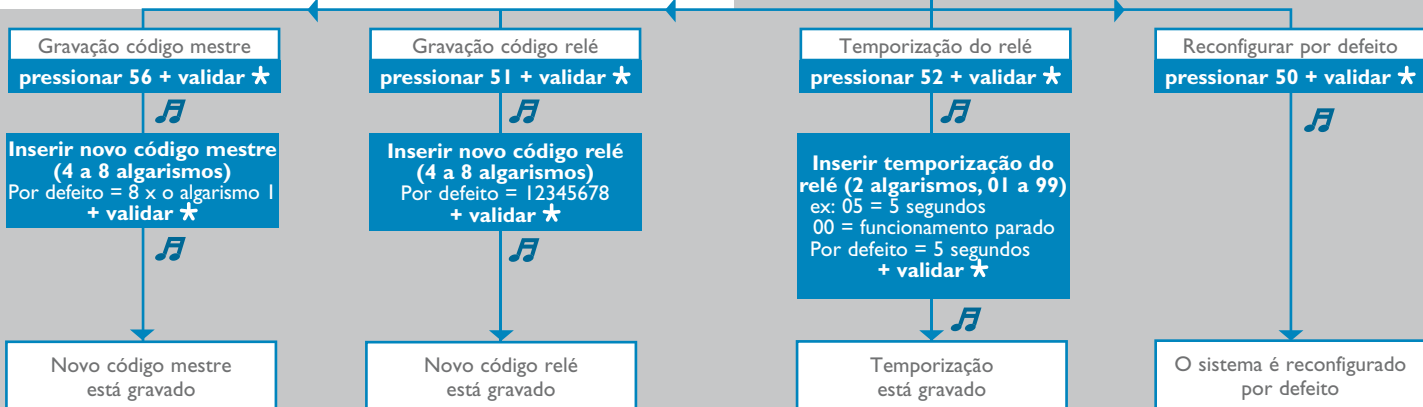 Gravação código mestre
pressionar 56 + validar *
Inserir novo código mestre
(4 a 8 algarismos)
Por defeito = 8 x o algarismo 1
+ validar *
Novo código mestre
está gravado
Gravação código relé
pressionar 51 + validar *
Inserir novo código relé
(4 a 8 algarismos)
Por defeito = 12345678
+ validar *
Novo código relé
está gravado
Temporização do relé
pressionar 52 + validar *
Inserir temporização do
relé (2 algarismos, 01 a 99)
ex: 05 = 5 segundos
00 = funcionamento parado
Por defeito = 5 segundos
+ validar *
Temporização
está gravado
Reconfigurar por defeito
pressionar 50 + validar *
O sistema é reconfigurado
por defeito